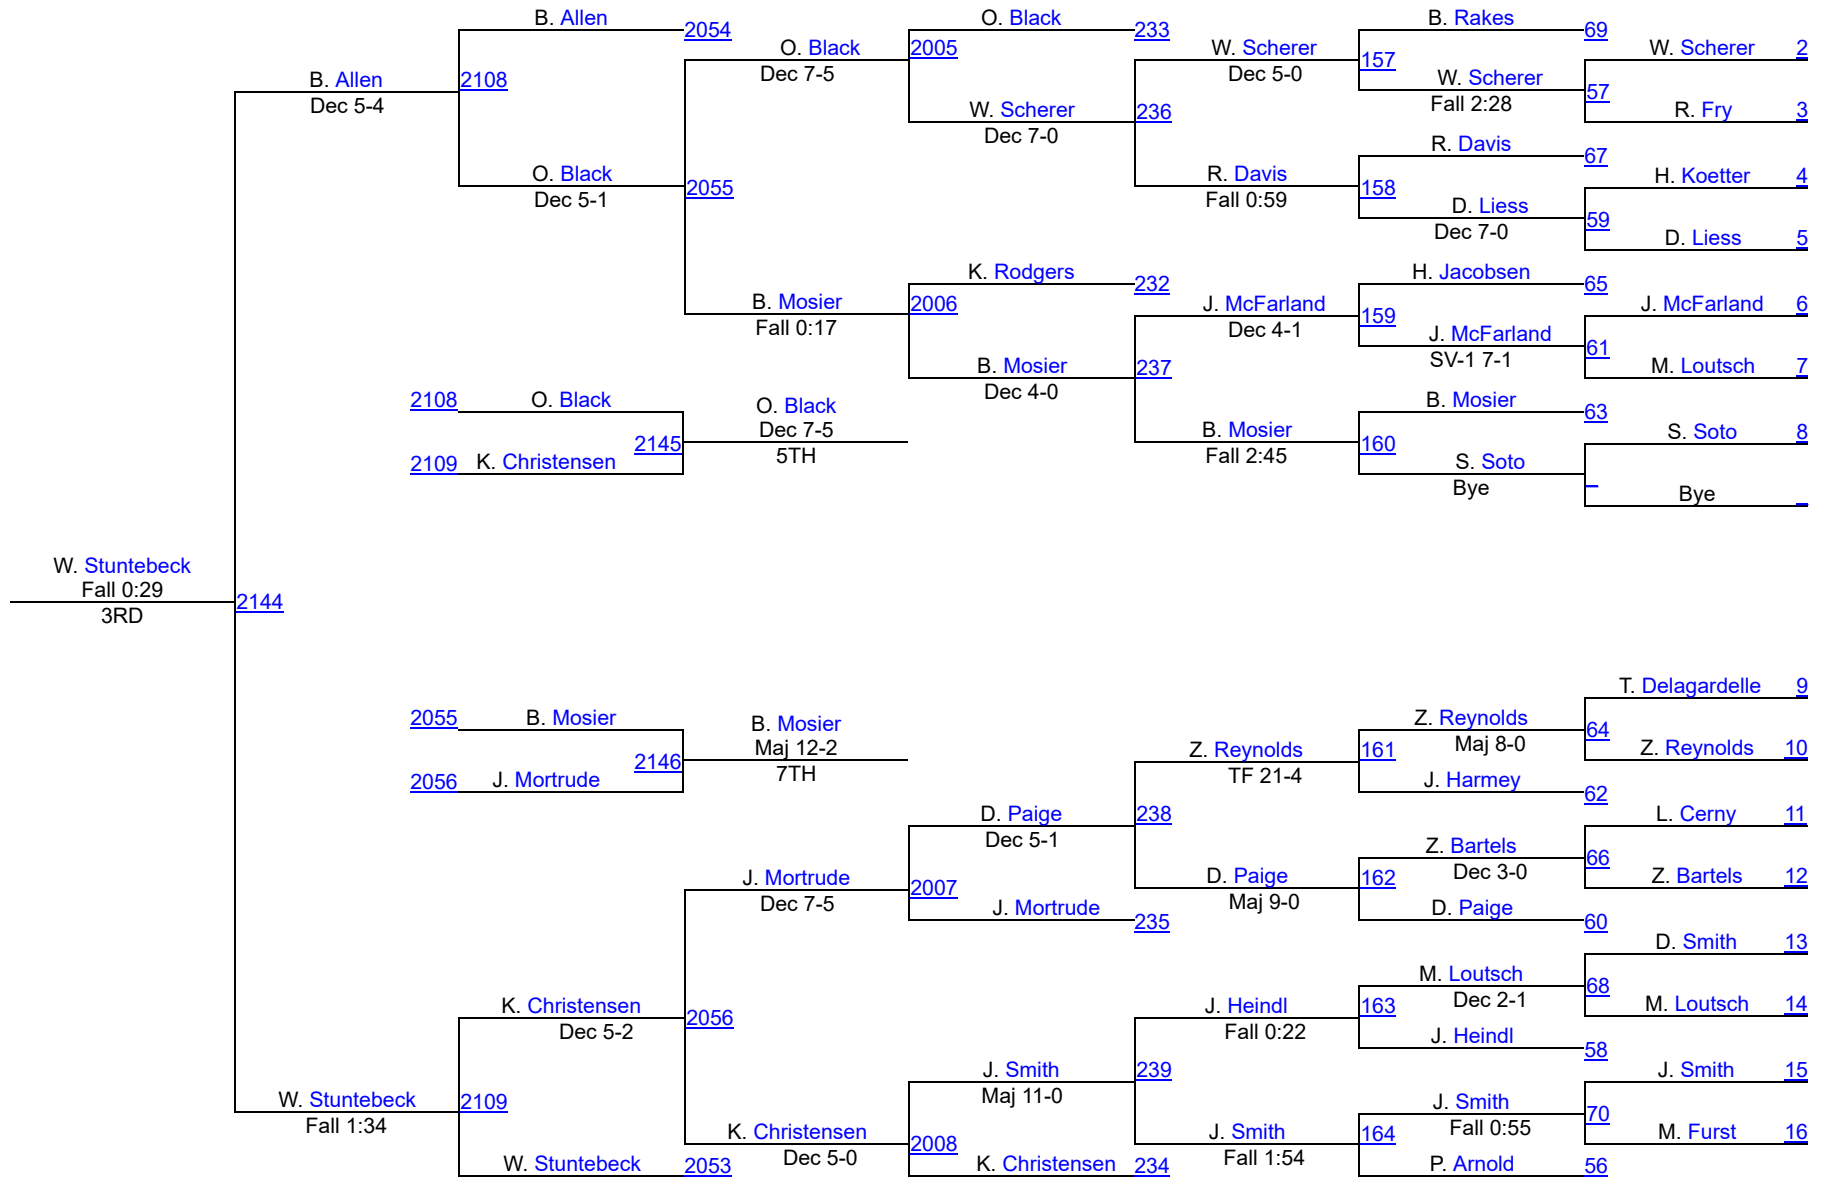 B. Allen
2054
O. Black
233
B. Rakes
69
O. Black
2005
W. Scherer
W. Scherer 2
Dec 7-5
Dec 5-0
157
B. Allen
2108
W. Scherer
57
Dec 5-4
Fall 2:28
W. Scherer
236
R. Fry 3
Dec 7-0
R. Davis
67
O. Black
2055
R. Davis
158
H. Koetter 4
Dec 5-1
Fall 0:59
D. Liess
59
Dec 7-0
D. Liess 5
K. Rodgers
232
H. Jacobsen
65
B. Mosier
2006
J. McFarland
159
J. McFarland 6
Fall 0:17
Dec 4-1
J. McFarland
61
SV-1 7-1
B. Mosier
237
M. Loutsch 7
Dec 4-0
2108 O. Black
O. Black
B. Mosier
63
Dec 7-5
2145
5TH
B. Mosier
160
S. Soto 8
Fall 2:45
2109 K. Christensen
S. Soto
Bye
Bye
W. Stuntebeck
Fall 0:29
2144
3RD
T. Delagardelle 9
2055 B. Mosier
B. Mosier
Z. Reynolds
64
Maj 12-2
2146
7TH
Z. Reynolds
161
Maj 8-0
Z. Reynolds 10
TF 21-4
2056 J. Mortrude
J. Harmey
62
D. Paige
238
L. Cerny 11
Dec 5-1
Z. Bartels
66
Dec 3-0
J. Mortrude
2007
D. Paige
162
Z. Bartels 12
Dec 7-5
Maj 9-0
J. Mortrude
235
D. Paige
60
D. Smith 13
M. Loutsch
68
Dec 2-1
K. Christensen
2056
J. Heindl
163
M. Loutsch 14
Dec 5-2
Fall 0:22
J. Heindl
58
J. Smith
239
J. Smith 15
Maj 11-0
W. Stuntebeck
2109
J. Smith
70
Fall 1:34
Fall 0:55
K. Christensen
2008
J. Smith
164
M. Furst 16
Dec 5-0
Fall 1:54
W. Stuntebeck
2053
K. Christensen
234
P. Arnold
56